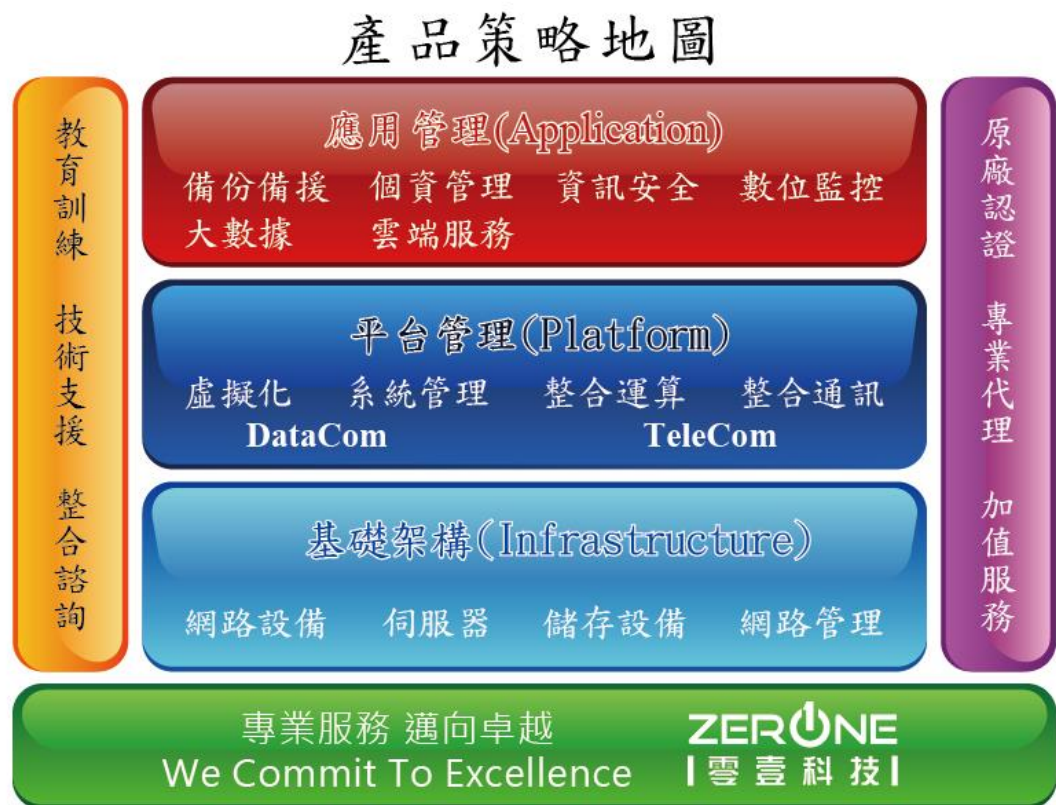 產品策略地圖
教育訓練 技術支援 整合諮詢
應用管理(Application)
備份備援 個資管理 資訊安全 數位監控
大數據 雲端服務
平台管理(Platform)
虛擬化 系統管理 整合運算 整合通訊
DataCom TeleCom
基礎架構(Infrastructure)
網路設備 伺服器 儲存設備 網路管理
原廠認證 專業代理 加值服務
專業服務 邁向卓越
We Commit To Excellence
ZERONE
零壹科技